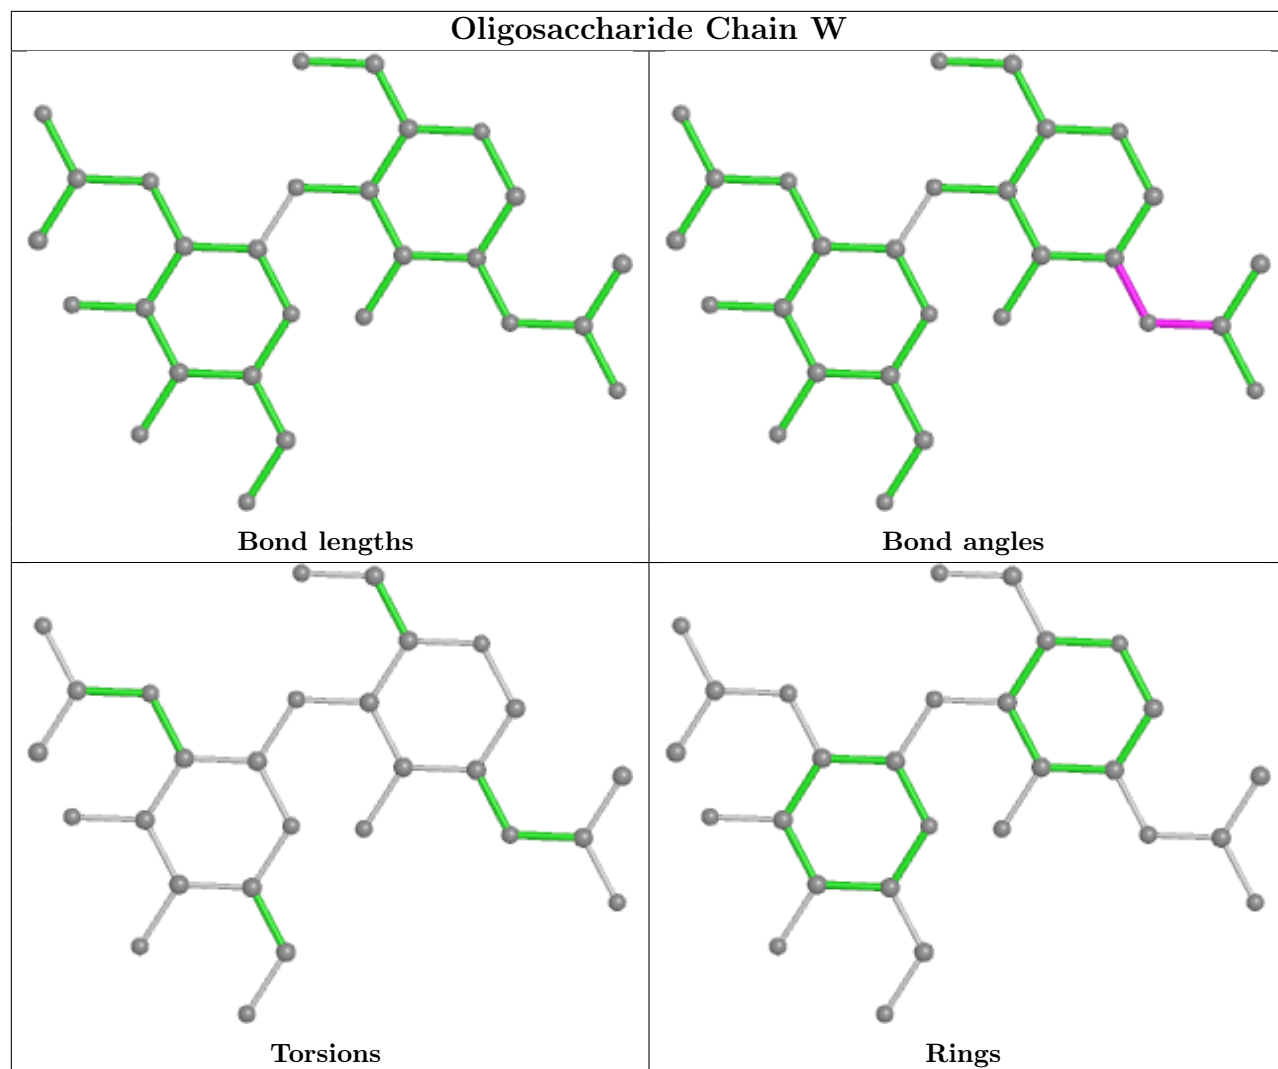 Oligosaccharide Chain W
Bond lengths
Bond angles
Torsions
Rings